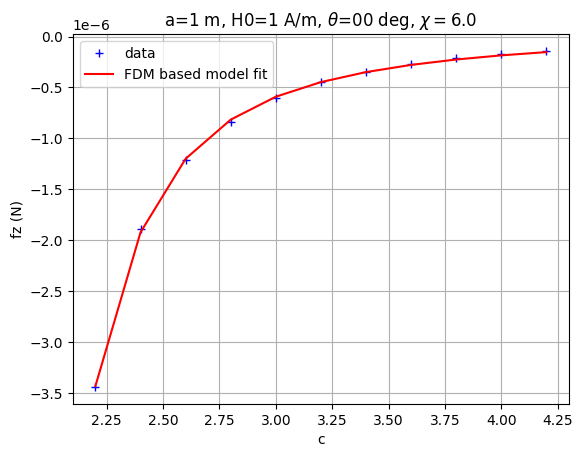 a=1 m, H0=1 A/m, θ=00 deg, χ = 6.0
1e−6
data
FDM based model fit
0.0
−0.5
−1.0
−1.5
−2.0
−2.5
−3.0
−3.5
fz (N)
2.25 2.50 2.75 3.00 3.25 3.50 3.75 4.00 4.25
c